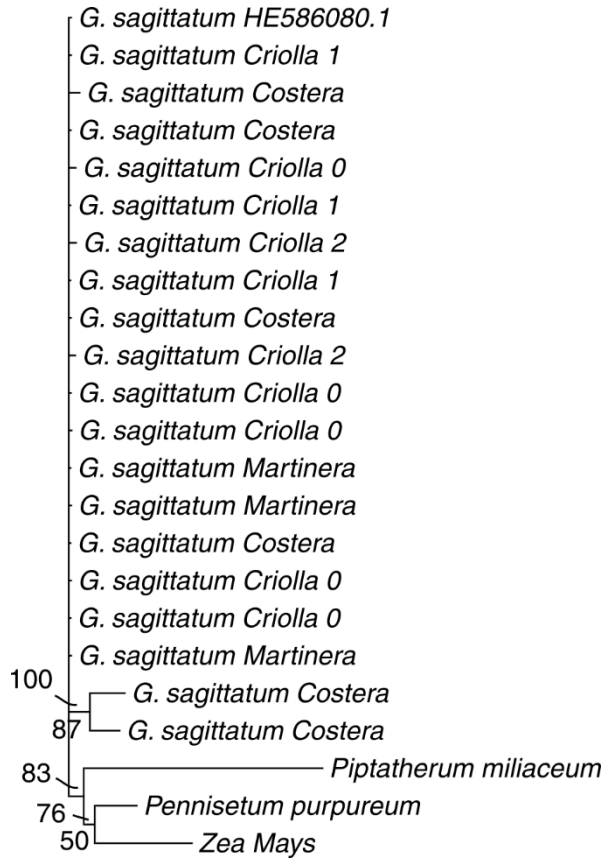 G. sagittatum HE586080.1
G. sagittatum Criolla 1
G. sagittatum Costera
G. sagittatum Costera
G. sagittatum Criolla 0
G. sagittatum Criolla 1
G. sagittatum Criolla 2
G. sagittatum Criolla 1
G. sagittatum Costera
G. sagittatum Criolla 2
G. sagittatum Criolla 0
G. sagittatum Criolla 0
G. sagittatum Martinera
G. sagittatum Martinera
G. sagittatum Costera
G. sagittatum Criolla 0
G. sagittatum Criolla 0
G. sagittatum Martinera
100
G. sagittatum Costera
87
G. sagittatum Costera
83
Piptatherum miliaceum
76
Pennisetum purpureum
50
Zea Mays